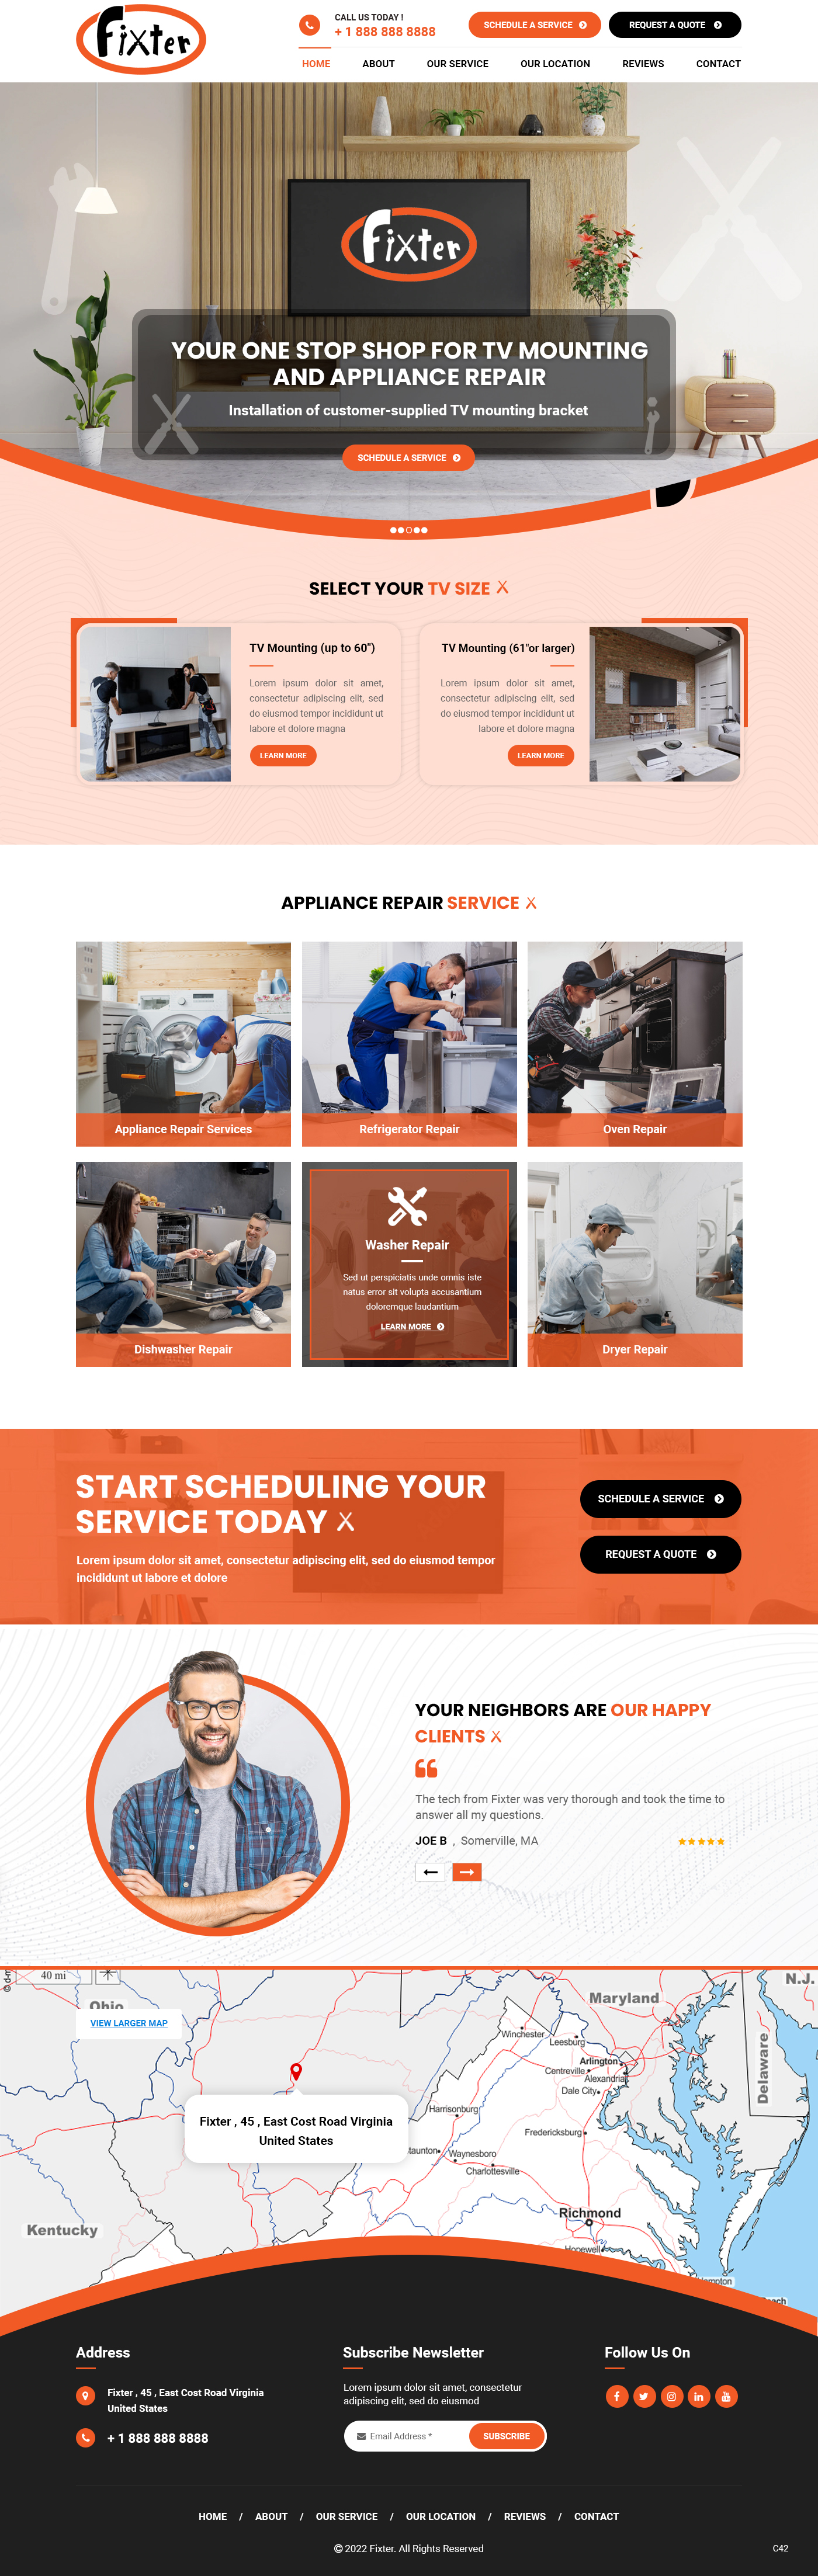 Fixter
CALL US TODAY !
+ 1 888 888 8888
SCHEDULE A SERVICE
REQUEST A QUOTE
HOME
ABOUT
OUR SERVICE
OUR LOCATION
REVIEWS
CONTACT
Fixter
YOUR ONE STOP SHOP FOR TV MOUNTING
AND APPLIANCE REPAIR
Installation of customer-supplied TV mounting bracket
SCHEDULE A SERVICE
SELECT YOUR TV SIZE
TV Mounting (up to 60")
Lorem ipsum dolor sit amet,
consectetur adipiscing elit, sed
do eiusmod tempor incididunt ut
labore et dolore magna
LEARN MORE
TV Mounting (61"or larger)
Lorem ipsum dolor sit amet,
consectetur adipiscing elit, sed
do eiusmod tempor incididunt ut
labore et dolore magna
LEARN MORE
APPLIANCE REPAIR SERVICE
Appliance Repair Services
Refrigerator Repair
Oven Repair
Dishwasher Repair
Washer Repair
Sed ut perspiciatis unde omnis iste
natus error sit volupta accusantium
doloremque laudantium
LEARN MORE
Dryer Repair
START SCHEDULING YOUR
SERVICE TODAY
Lorem ipsum dolor sit amet, consectetur adipiscing elit, sed do eiusmod tempor
incididunt ut labore et dolore
SCHEDULE A SERVICE
REQUEST A QUOTE
YOUR NEIGHBORS ARE OUR HAPPY
CLIENTS
The tech from Fixter was very thorough and took the time to
answer all my questions.
JOE B , Somerville, MA
40 mi
N.J.
Ohio
Maryland
VIEW LARGER MAP
Winchester
Leesburg
Delaware
Arlington
Centreville
Alexandria
Dale City
Fixter , 45 , East Cost Road Virginia
United States
Harrisonburg
Fredericksburg
taunton
Waynesboro
Charlottesville
Richmond
Kentucky
Hopewell
Address
Fixter , 45 , East Cost Road Virginia
United States
+ 1 888 888 8888
Subscribe Newsletter
Lorem ipsum dolor sit amet, consectetur
adipiscing elit, sed do eiusmod
Email Address *
SUBSCRIBE
Follow Us On
HOME / ABOUT / OUR SERVICE / OUR LOCATION / REVIEWS / CONTACT
© 2022 Fixter. All Rights Reserved
C42